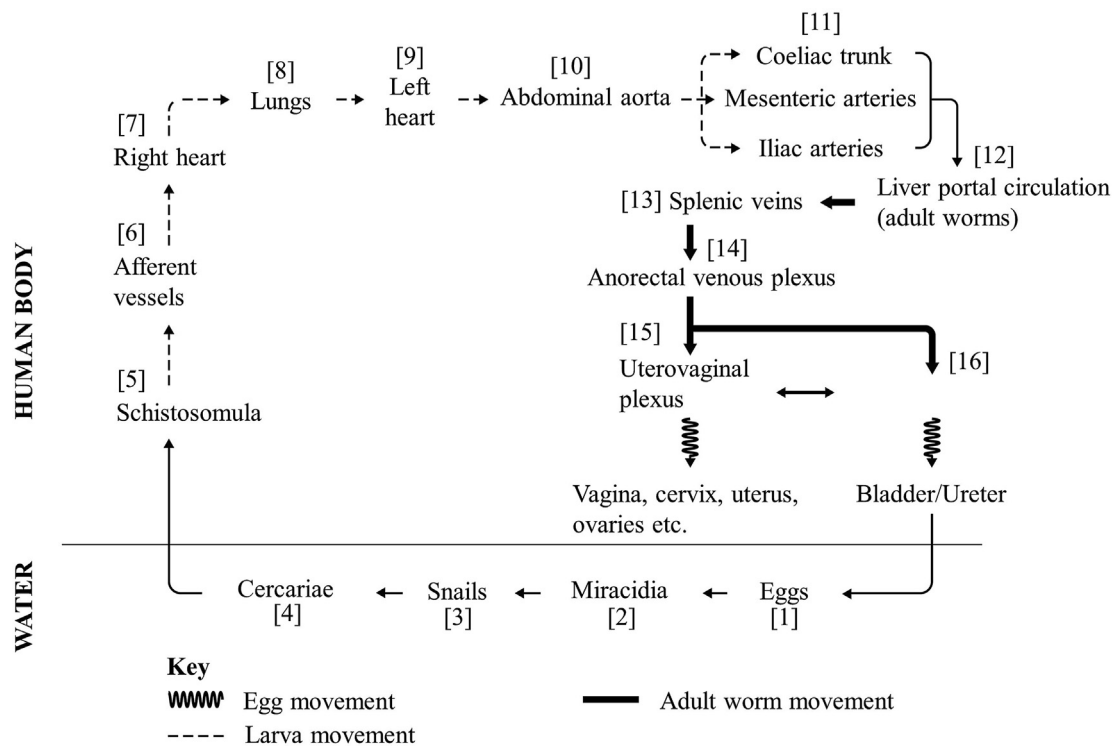 [11]
Coeliac trunk
[8]
Lungs
[9]
Left
heart
[10]
Abdominal aorta
Mesenteric arteries
Iliac arteries
[7]
Right heart
[12]
Liver portal circulation
(adult worms)
[13] Splenic veins
[6]
Afferent
vessels
[14]
Anorectal venous plexus
[15]
Uterovaginal
plexus
[16]
[5]
Schistosomula
Vagina, cervix, uterus,
ovaries etc.
Bladder/Ureter
HUMAN BODY
WATER
Cercariae
[4]
Snails
[3]
Miracidia
[2]
Eggs
[1]
Key
Egg movement
Adult worm movement
Larva movement